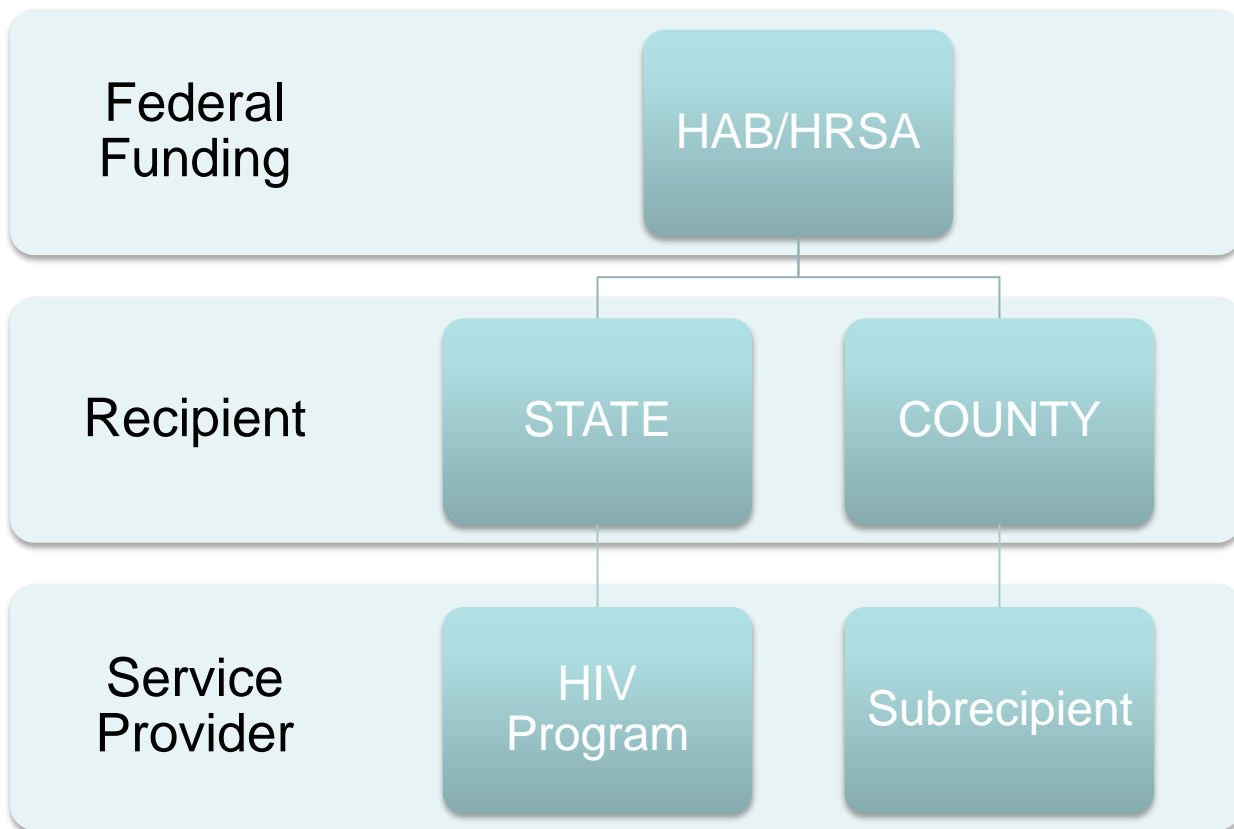 Federal
Funding
HAB/HRSA
Recipient
STATE
COUNTY
Service
Provider
HIV
Program
Subrecipient